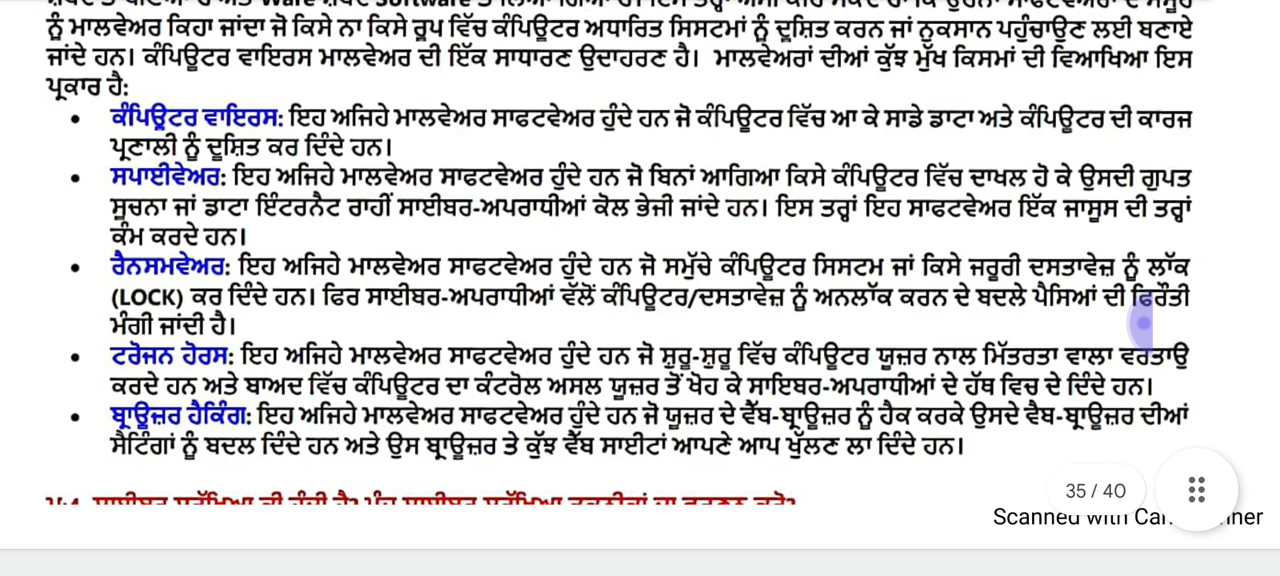 ਨੂੰ ਮਾਲਵੇਅਰ ਕਿਹਾ ਜਾਂਦਾ ਜੋ ਕਿਸੇ ਨਾ ਕਿਸੇ ਰੂਪ ਵਿੱਚ ਕੰਪਿਊਟਰ ਅਧਾਰਿਤ ਸਿਸਟਮਾਂ ਨੂੰ ਦੂਸ਼ਿਤ ਕਰਨ ਜਾਂ ਨੁਕਸਾਨ ਪਹੁੰਚਾਉਣ ਲਈ ਬਣਾਏ
ਜਾਂਦੇ ਹਨ। ਕੰਪਿਊਟਰ ਵਾਇਰਸ ਮਾਲਵੇਅਰ ਦੀ ਇੱਕ ਸਾਧਾਰਣ ਉਦਾਹਰਣ ਹੈ। ਮਾਲਵੇਅਰਾਂ ਦੀਆਂ ਕੁੱਝ ਮੁੱਖ ਕਿਸਮਾਂ ਦੀ ਵਿਆਖਿਆ ਇਸ
ਪ੍ਰਕਾਰ ਹੈ:
• ਕੰਪਿਊਟਰ ਵਾਇਰਸ: ਇਹ ਅਜਿਹੇ ਮਾਲਵੇਅਰ ਸਾਫਟਵੇਅਰ ਹੁੰਦੇ ਹਨ ਜੋ ਕੰਪਿਊਟਰ ਵਿੱਚ ਆ ਕੇ ਸਾਡੇ ਡਾਟਾ ਅਤੇ ਕੰਪਿਊਟਰ ਦੀ ਕਾਰਜ
ਪ੍ਰਣਾਲੀ ਨੂੰ ਦੂਸ਼ਿਤ ਕਰ ਦਿੰਦੇ ਹਨ।
• ਸਪਾਈਵੇਅਰ: ਇਹ ਅਜਿਹੇ ਮਾਲਵੇਅਰ ਸਾਫਟਵੇਅਰ ਹੁੰਦੇ ਹਨ ਜੋ ਬਿਨਾਂ ਆਗਿਆ ਕਿਸੇ ਕੰਪਿਊਟਰ ਵਿੱਚ ਦਾਖਲ ਹੋ ਕੇ ਉਸਦੀ ਗੁਪਤ
ਸੂਚਨਾ ਜਾਂ ਡਾਟਾ ਇੰਟਰਨੈਟ ਰਾਹੀਂ ਸਾਈਬਰ-ਅਪਰਾਧੀਆਂ ਕੋਲ ਭੇਜੀ ਜਾਂਦੇ ਹਨ। ਇਸ ਤਰ੍ਹਾਂ ਇਹ ਸਾਫਟਵੇਅਰ ਇੱਕ ਜਾਸੂਸ ਦੀ ਤਰ੍ਹਾਂ
ਕੰਮ ਕਰਦੇ ਹਨ।
• ਰੈਨਸਮਵੇਅਰ: ਇਹ ਅਜਿਹੇ ਮਾਲਵੇਅਰ ਸਾਫਟਵੇਅਰ ਹੁੰਦੇ ਹਨ ਜੋ ਸਮੁੱਚੇ ਕੰਪਿਊਟਰ ਸਿਸਟਮ ਜਾਂ ਕਿਸੇ ਜਰੂਰੀ ਦਸਤਾਵੇਜ਼ ਨੂੰ ਲਾੱਕ
(LOCK) ਕਰ ਦਿੰਦੇ ਹਨ। ਫਿਰ ਸਾਈਬਰ-ਅਪਰਾਧੀਆਂ ਵੱਲੋਂ ਕੰਪਿਊਟਰ/ਦਸਤਾਵੇਜ਼ ਨੂੰ ਅਨਲਾੱਕ ਕਰਨ ਦੇ ਬਦਲੇ ਪੈਸਿਆਂ ਦੀ ਫਿਰੌਤੀ
ਮੰਗੀ ਜਾਂਦੀ ਹੈ।
• ਟਰੋਜਨ ਹੋਰਸ: ਇਹ ਅਜਿਹੇ ਮਾਲਵੇਅਰ ਸਾਫਟਵੇਅਰ ਹੁੰਦੇ ਹਨ ਜੋ ਸ਼ੁਰੂ-ਸ਼ੁਰੂ ਵਿੱਚ ਕੰਪਿਊਟਰ ਯੂਜ਼ਰ ਨਾਲ ਮਿੱਤਰਤਾ ਵਾਲਾ ਵਰਤਾਉ
ਕਰਦੇ ਹਨ ਅਤੇ ਬਾਅਦ ਵਿੱਚ ਕੰਪਿਊਟਰ ਦਾ ਕੰਟਰੋਲ ਅਸਲ ਯੂਜ਼ਰ ਤੋਂ ਖੋਹ ਕੇ ਸਾਇਬਰ-ਅਪਰਾਧੀਆਂ ਦੇ ਹੱਥ ਵਿਚ ਦੇ ਦਿੰਦੇ ਹਨ।
• ਬ੍ਰਾਊਜ਼ਰ ਹੈਕਿੰਗ: ਇਹ ਅਜਿਹੇ ਮਾਲਵੇਅਰ ਸਾਫਟਵੇਅਰ ਹੁੰਦੇ ਹਨ ਜੋ ਯੂਜ਼ਰ ਦੇ ਵੈੱਬ-ਬ੍ਰਾਊਜ਼ਰ ਨੂੰ ਹੈਕ ਕਰਕੇ ਉਸਦੇ ਵੈਬ-ਬ੍ਰਾਊਜ਼ਰ ਦੀਆਂ
ਸੈਟਿੰਗਾਂ ਨੂੰ ਬਦਲ ਦਿੰਦੇ ਹਨ ਅਤੇ ਉਸ ਬ੍ਰਾਊਜ਼ਰ ਤੇ ਕੁੱਝ ਵੈੱਬ ਸਾਈਟਾਂ ਆਪਣੇ ਆਪ ਖੁੱਲਣ ਲਾ ਦਿੰਦੇ ਹਨ।
35 / 40
Scanned with